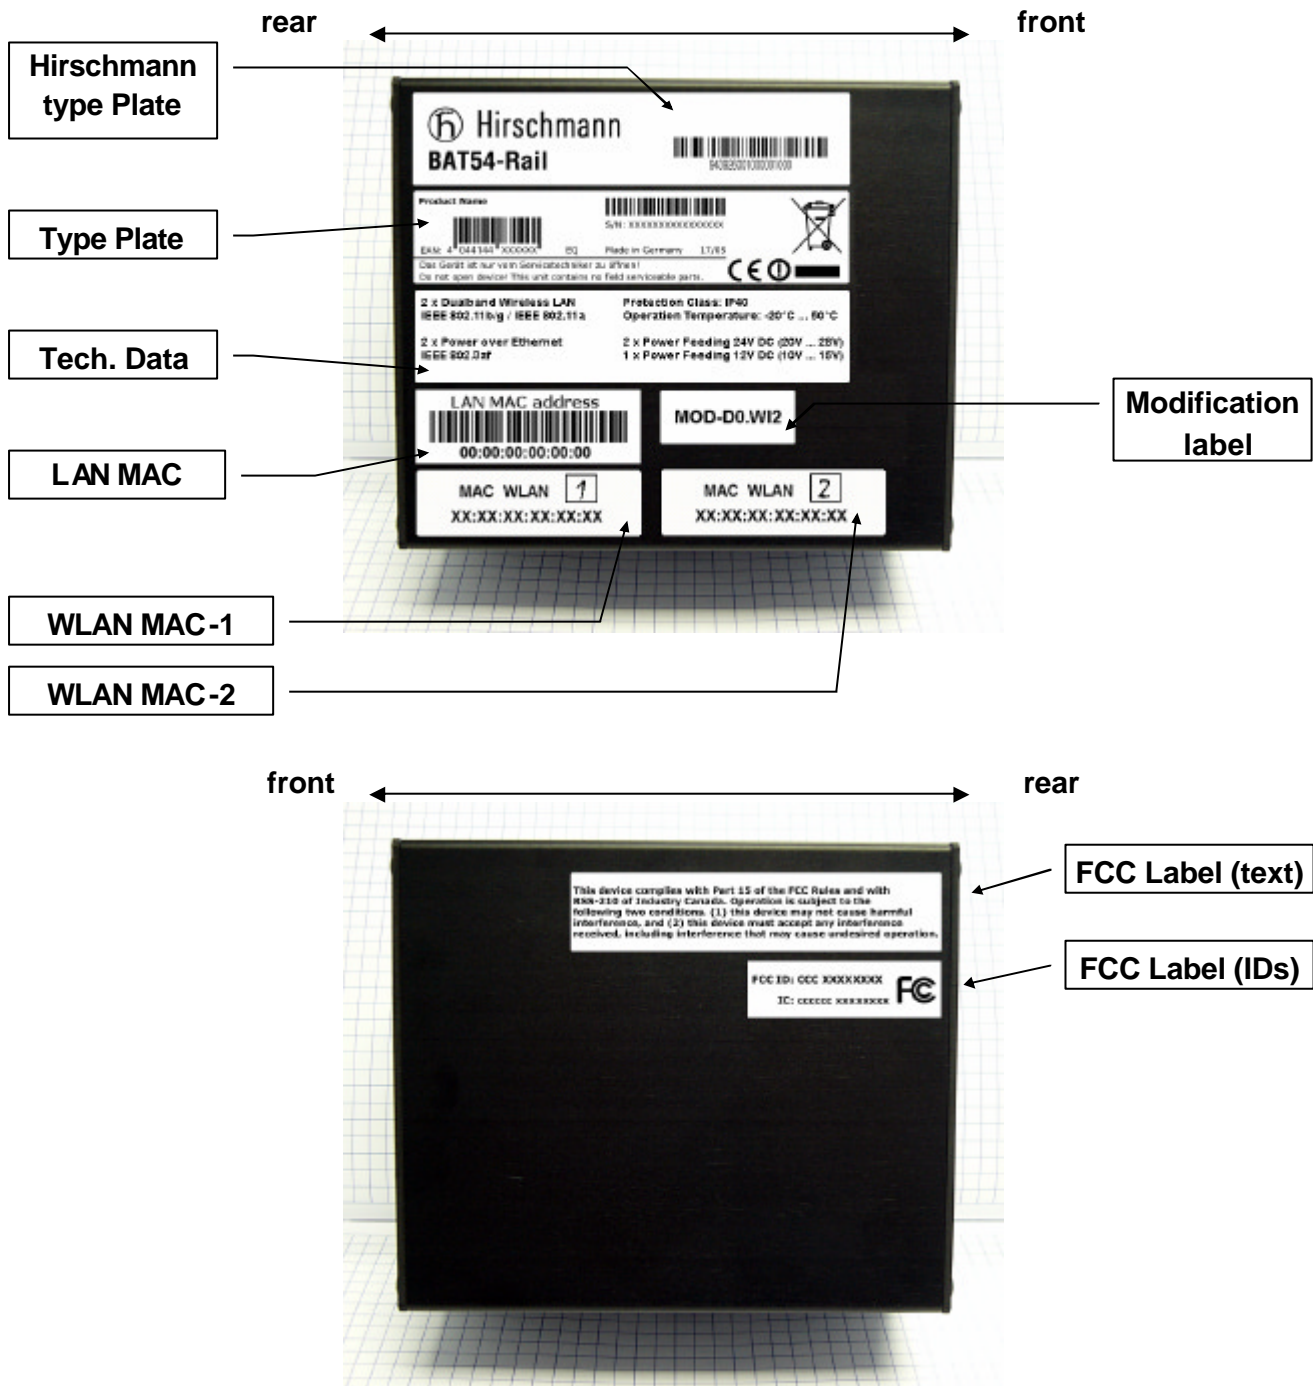 rear front
Hirschmann
type Plate
Hirschmann
BAT54-Rail
Type Plate
Product Name
S/N: XXXXXXXXXXXXXXXX
EAN: 4 044144 XXXXXX EQ Made in Germany 17/05
Das Gerät ist nur vom Servicetechniker zu öffnen!
Do not open device! This unit contains no field serviceable parts.
CE
2 x Dualband Wireless LAN Protection Class: IP40
IEEE 802.11b/g / IEEE 802.11a Operation Temperature: -20°C ... 50°C
Tech. Data
2 x Power over Ethernet 2 x Power Feeding 24V DC (20V ... 28V)
IEEE 802.3af 1 x Power Feeding 12V DC (10V ... 15V)
LAN MAC address
00:00:00:00:00:00
MOD-D0.WI2
Modification
label
LAN MAC
MAC WLAN 1
XX:XX:XX:XX:XX:XX
MAC WLAN 2
XX:XX:XX:XX:XX:XX
WLAN MAC-1
WLAN MAC-2
front rear
FCC Label (text)
This device complies with Part 15 of the FCC Rules and with
RSS-210 of Industry Canada. Operation is subject to the
following two conditions. (1) this device may not cause harmful
interference, and (2) this device must accept any interference
received, including interference that may cause undesired operation.
FCC Label (IDs)
FCC ID: CCC XXXXXXXX
IC: cccccc xxxxxxxx
FC